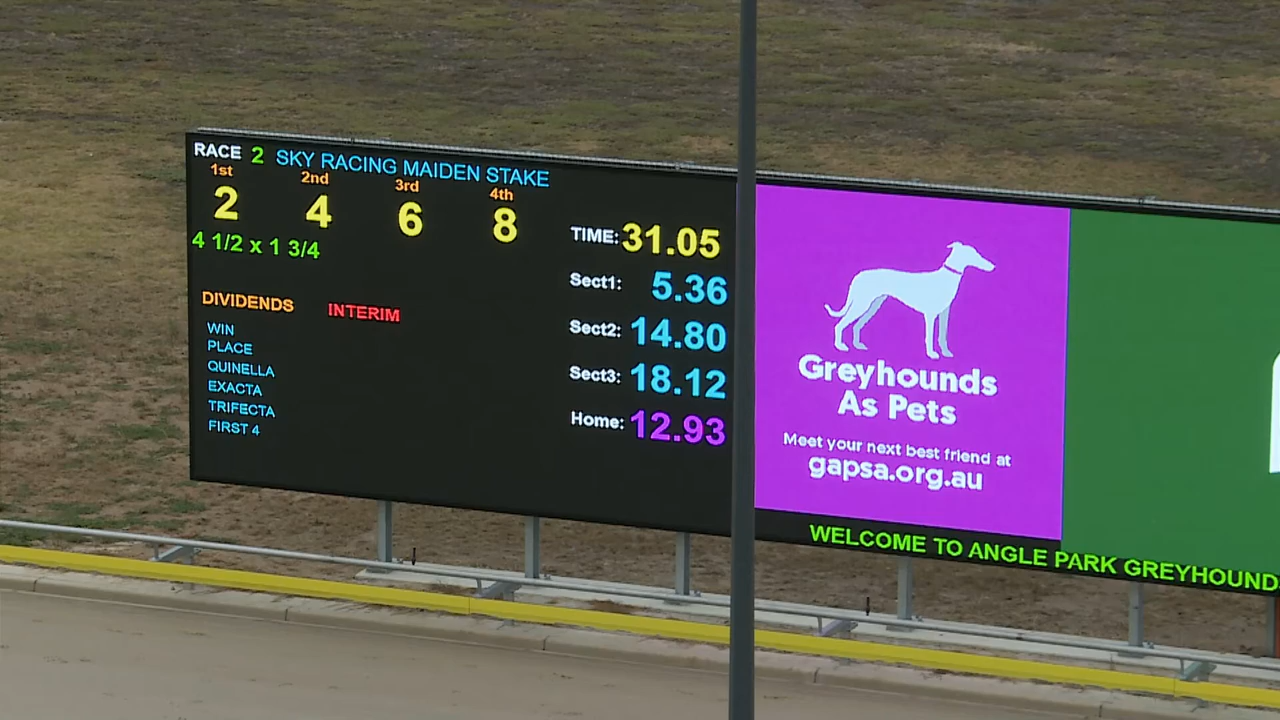 RACE 2 SKY RACING MAIDEN STAKE
1st 2nd 3rd 4th
2 4 6 8
4 1/2 x 1 3/4
TIME: 31.05
Sect1: 5.36
Sect2: 14.80
Sect3: 18.12
Home: 12.93
DIVIDENDS INTERIM
WIN
PLACE
QUINELLA
EXACTA
TRIFECTA
FIRST 4
Greyhounds
As Pets
Meet your next best friend at
gapsa.org.au
WELCOME TO ANGLE PARK GREYHOUND